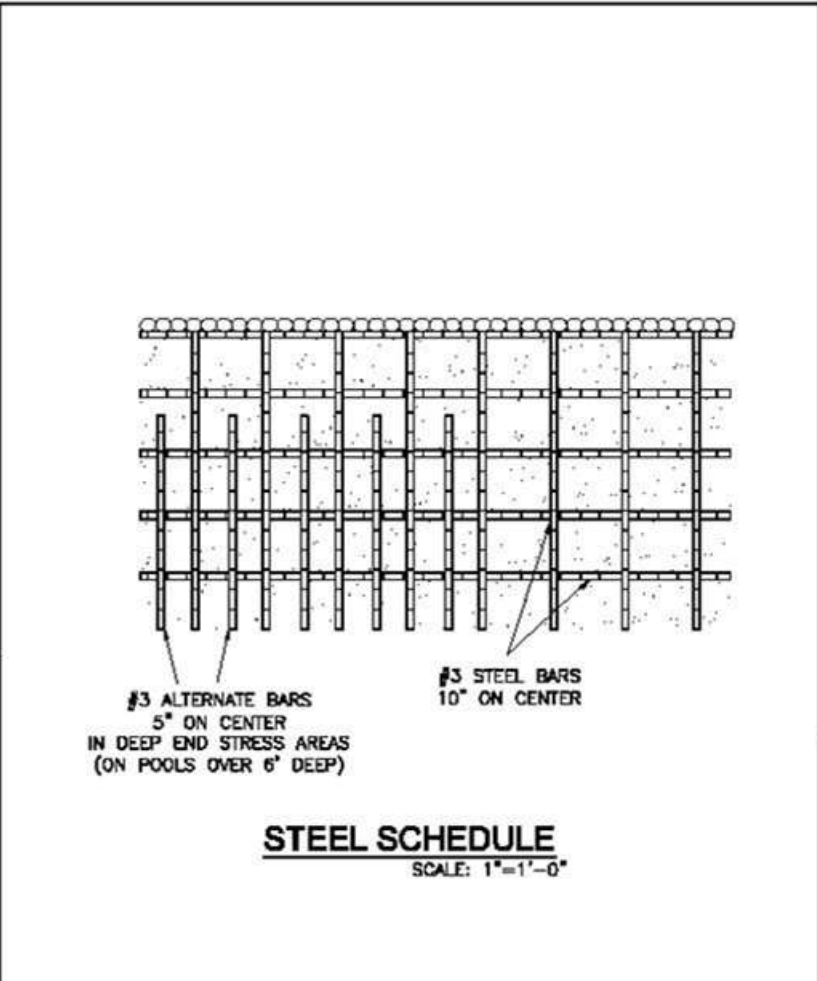 #3 ALTERNATE BARS
5" ON CENTER
IN DEEP END STRESS AREAS
(ON POOLS OVER 6' DEEP)
#3 STEEL BARS
10" ON CENTER
STEEL SCHEDULE
SCALE: 1"=1'-0"